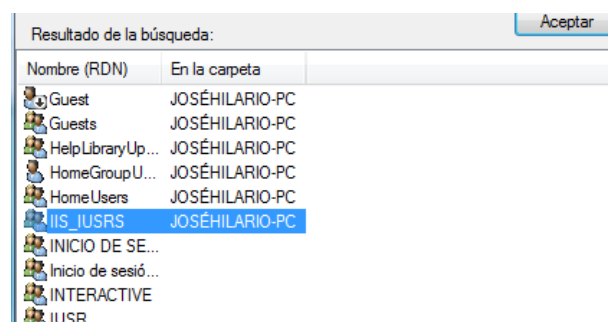 Aceptar
Resultado de la búsqueda:
Nombre (RDN) En la carpeta
Guest JOSÉHILARIO-PC
Guests JOSÉHILARIO-PC
HelpLibraryUp... JOSÉHILARIO-PC
HomeGroupU... JOSÉHILARIO-PC
HomeUsers JOSÉHILARIO-PC
IIS_IUSRS JOSÉHILARIO-PC
INICIO DE SE...
Inicio de sesió...
INTERACTIVE
IUSR